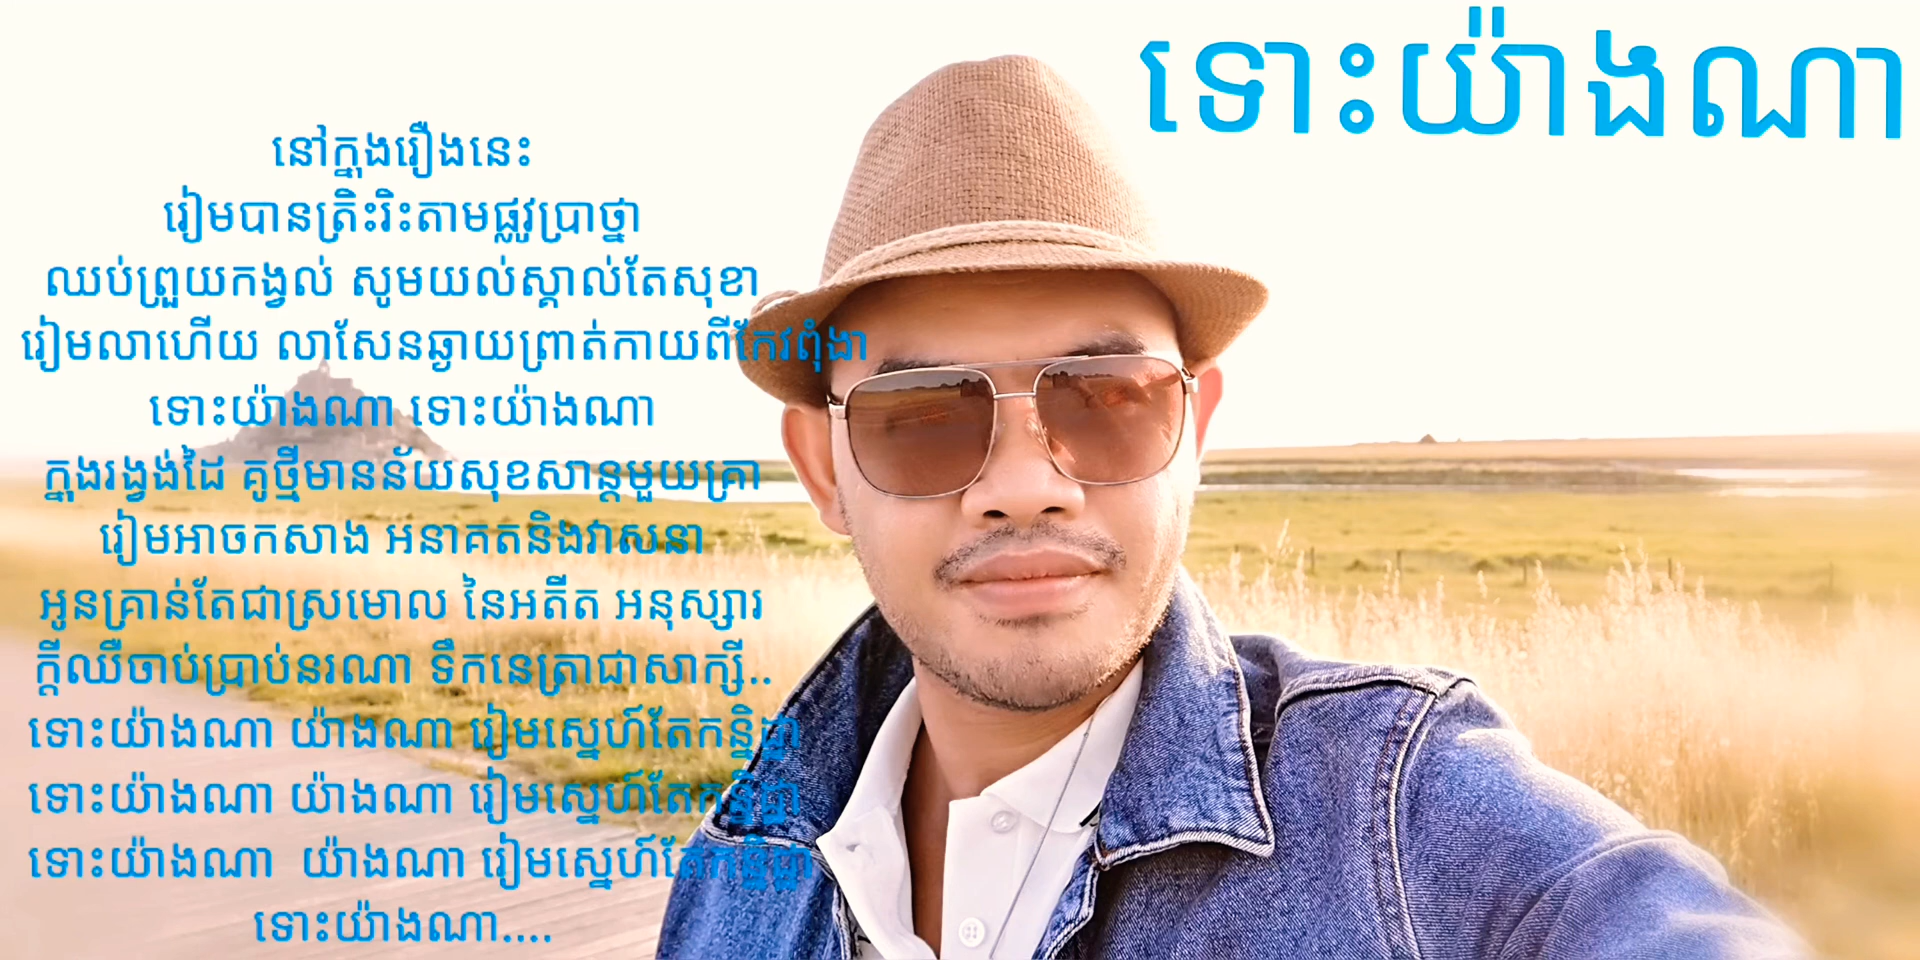 ទោះយ៉ាងណា
នៅក្នុងរឿងនេះ
រៀមបានត្រិះរិះតាមផ្លូវប្រាថ្នា
ឈប់ព្រួយកង្វល់ សូមយល់ស្គាល់តែសុខា
រៀមលាហើយ លាសែនឆ្ងាយព្រាត់កាយពីកែវពុំងា
ទោះយ៉ាងណា ទោះយ៉ាងណា
ក្នុងរង្វង់ដៃ គូថ្មីមានន័យសុខសាន្តមួយគ្រា
រៀមអាចកសាង អនាគតនិងវាសនា
អូនគ្រាន់តែជាស្រមោល នៃអតីត អនុស្សារ
ក្ដីឈឺចាប់ប្រាប់នរណា ទឹកនេត្រាជាសាក្សី..
ទោះយ៉ាងណា យ៉ាងណា រៀមស្នេហ៍តែកន្និដ្ឋា
ទោះយ៉ាងណា យ៉ាងណា រៀមស្នេហ៍តែកន្និដ្ឋា
ទោះយ៉ាងណា យ៉ាងណា រៀមស្នេហ៍តែកន្និដ្ឋា
ទោះយ៉ាងណា....